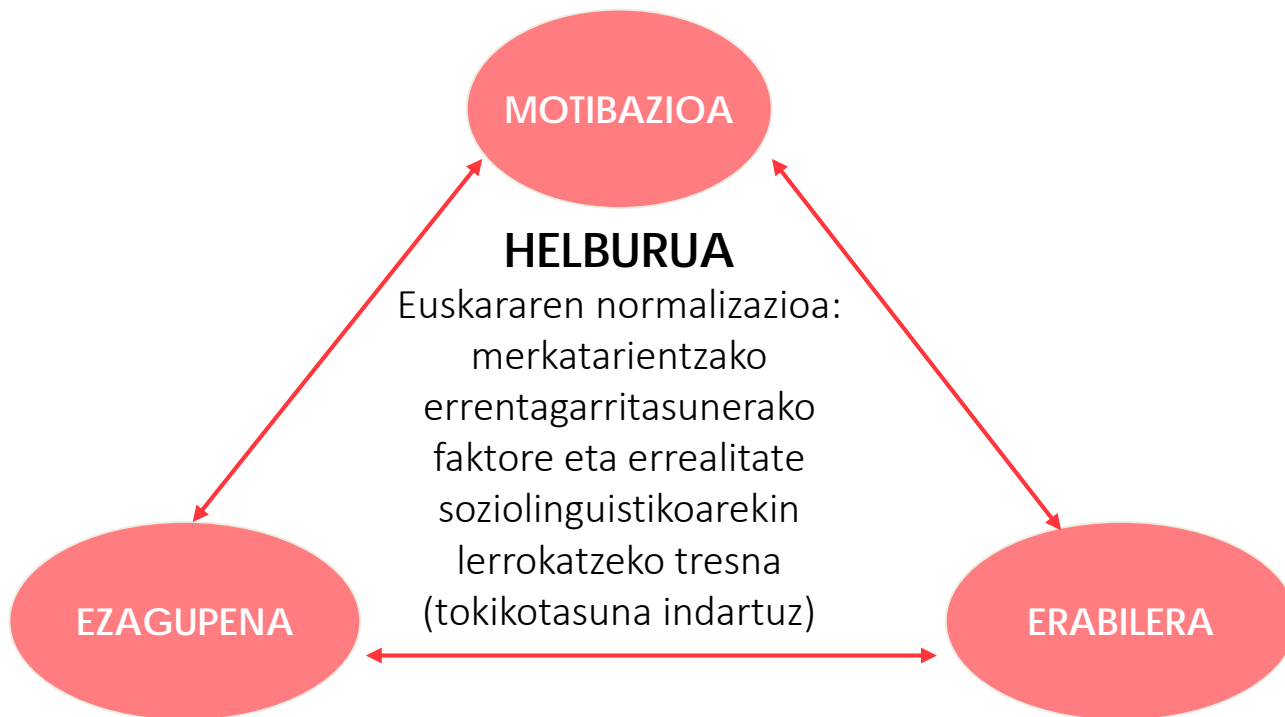 MOTIBAZIOA
HELBURUA
Euskararen normalizazioa:
merkatarientzako
errentagarritasunerako
faktore eta errealitate
soziolinguistikoarekin
lerrokatzeko tresna
(tokikotasuna indartuz)
EZAGUPENA
ERABILERA